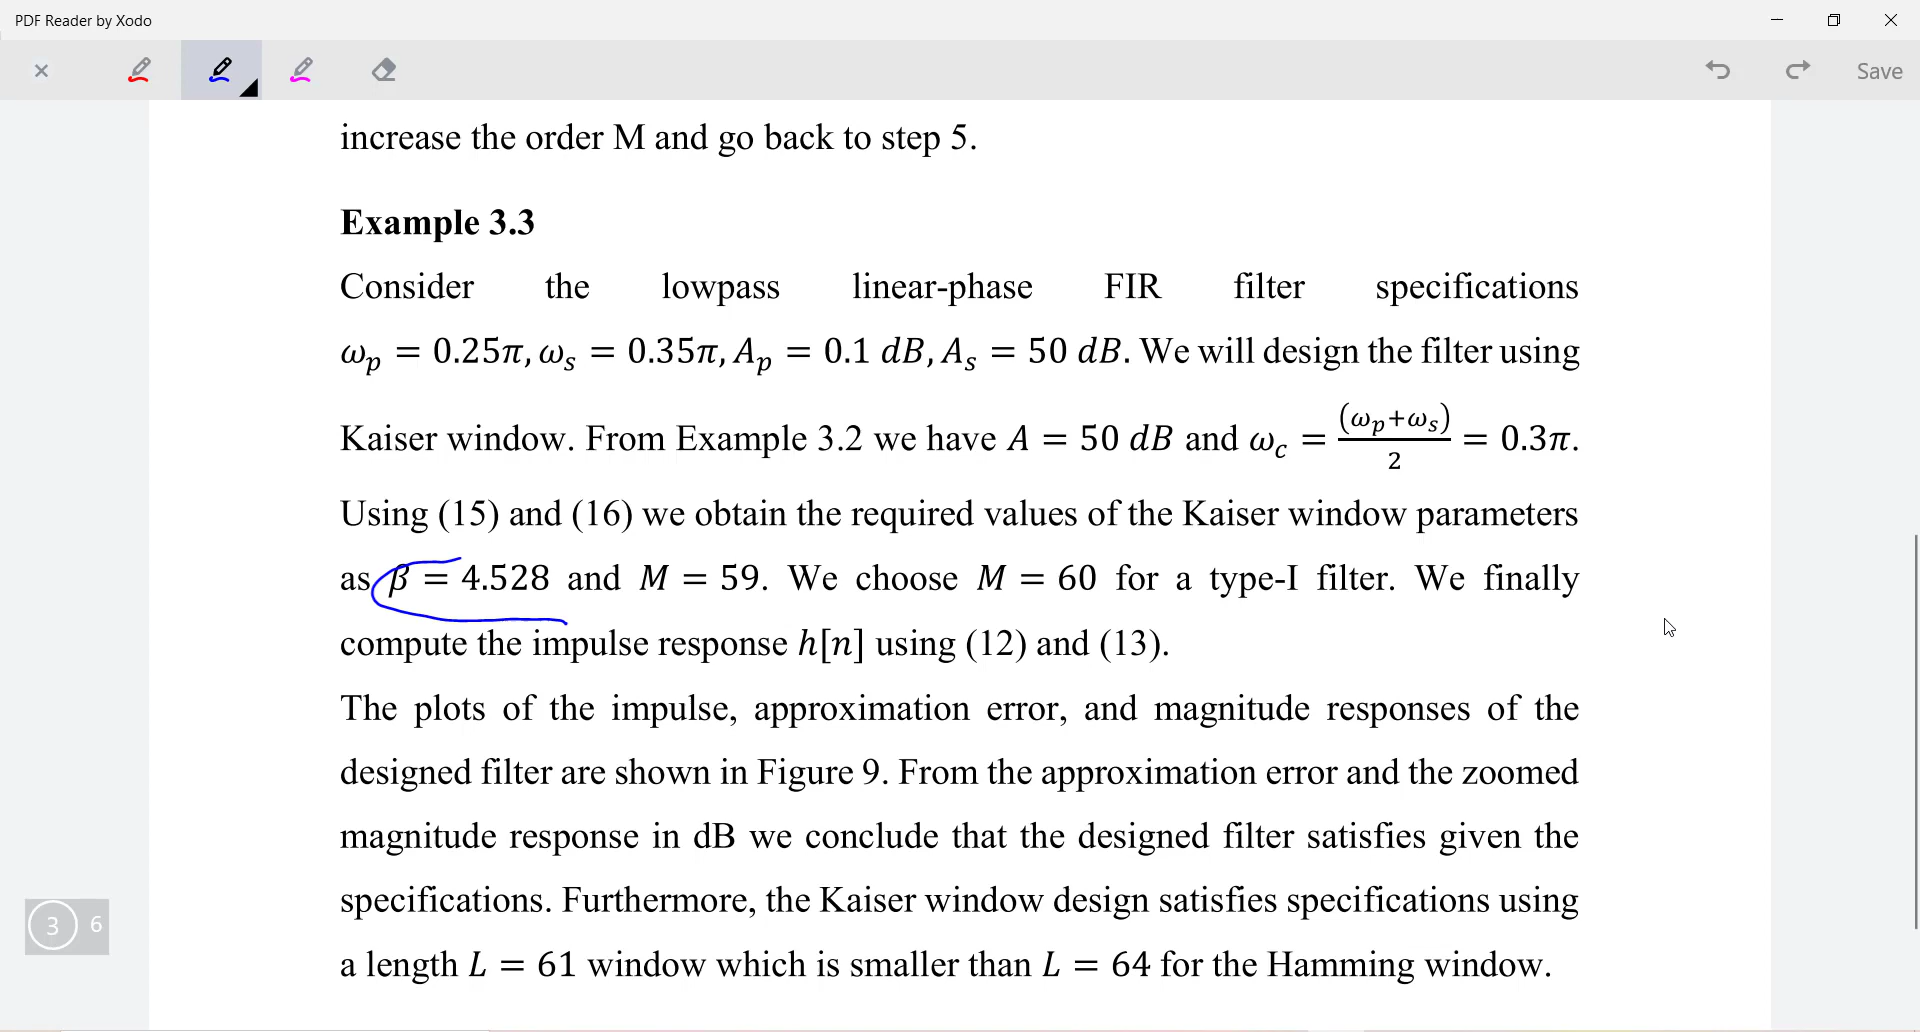 PDF Reader by Xodo
Save
increase the order M and go back to step 5.
Example 3.3
Consider the lowpass linear-phase FIR filter specifications
𝜔ₚ = 0.25𝜋, 𝜔ₛ = 0.35𝜋, 𝐴ₚ = 0.1 𝑑𝐵, 𝐴ₛ = 50 𝑑𝐵. We will design the filter using
Kaiser window. From Example 3.2 we have 𝐴 = 50 𝑑𝐵 and 𝜔_c = (𝜔ₚ+𝜔ₛ)/2 = 0.3𝜋.
Using (15) and (16) we obtain the required values of the Kaiser window parameters
as 𝛽 = 4.528 and 𝑀 = 59. We choose 𝑀 = 60 for a type-I filter. We finally
compute the impulse response ℎ[𝑛] using (12) and (13).
The plots of the impulse, approximation error, and magnitude responses of the
designed filter are shown in Figure 9. From the approximation error and the zoomed
magnitude response in dB we conclude that the designed filter satisfies given the
specifications. Furthermore, the Kaiser window design satisfies specifications using
a length 𝐿 = 61 window which is smaller than 𝐿 = 64 for the Hamming window.
3 6